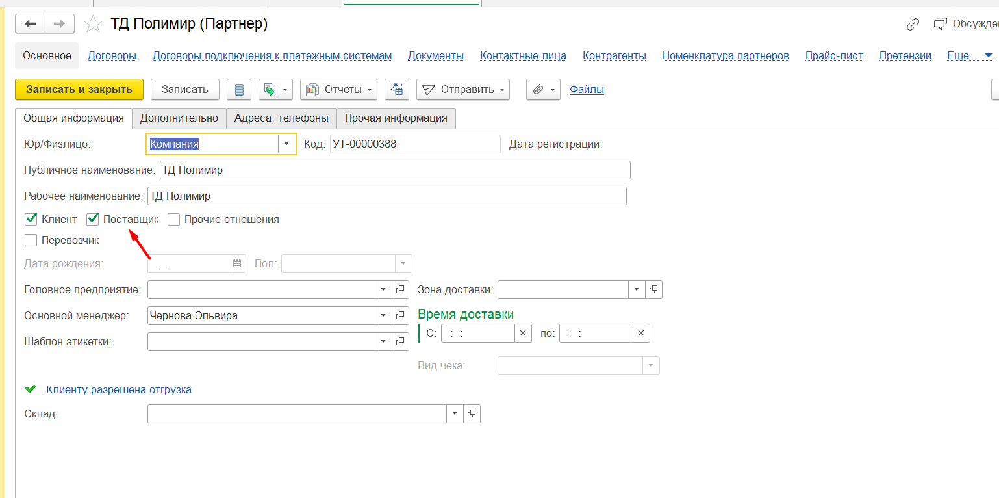 ТД Полимир (Партнер)
Обсужде
Основное Договоры Договоры подключения к платежным системам Документы Контактные лица Контрагенты Номенклатура партнеров Прайс-лист Претензии Еще...
Записать и закрыть Записать Отчеты Отправить Файлы
Общая информация Дополнительно Адреса, телефоны Прочая информация
Юр/Физлицо: Компания Код: УТ-00000388 Дата регистрации:
Публичное наименование: ТД Полимир
Рабочее наименование: ТД Полимир
Клиент Поставщик Прочие отношения
Перевозчик
Дата рождения: . . Пол:
Головное предприятие: Зона доставки:
Основной менеджер: Чернова Эльвира Время доставки
С: : : по: : :
Шаблон этикетки:
Вид чека:
Клиенту разрешена отгрузка
Склад: